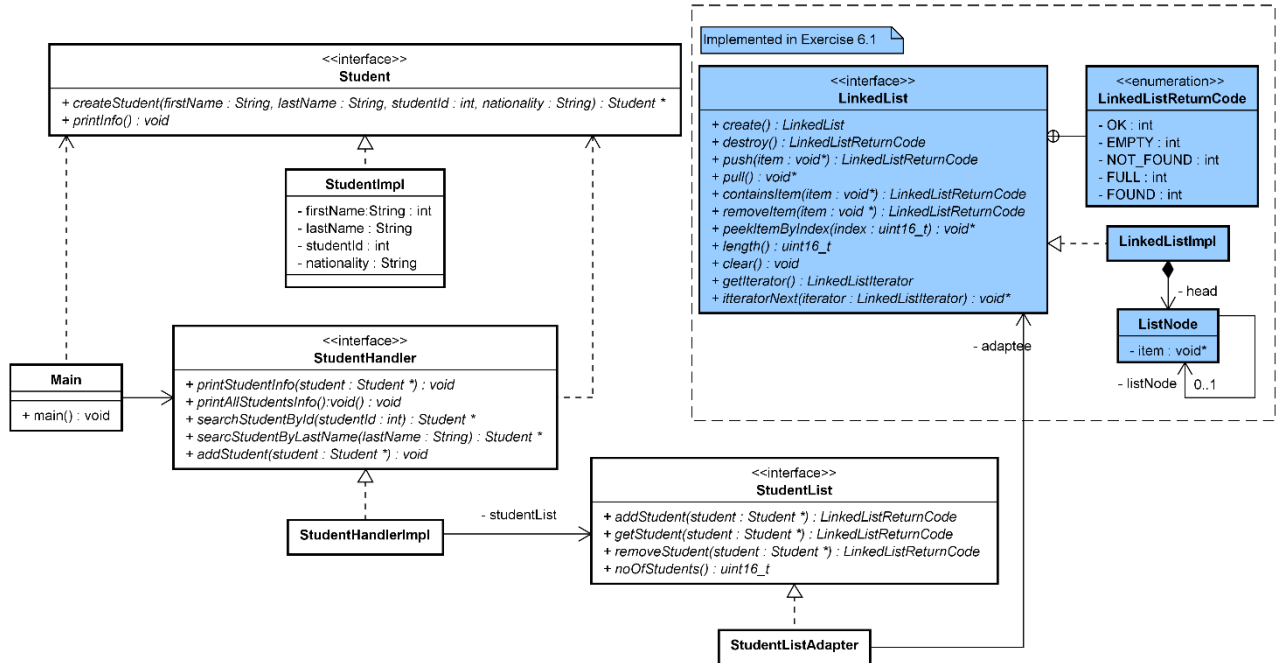 <<interface>>
Student
+ createStudent(firstName : String, lastName : String, studentId : int, nationality : String) : Student *
+ printInfo() : void
StudentImpl
- firstName:String : int
- lastName : String
- studentId : int
- nationality : String
Main
+ main() : void
<<interface>>
StudentHandler
+ printStudentInfo(student : Student *) : void
+ printAllStudentsInfo():void() : void
+ searchStudentById(studentId : int) : Student *
+ searcStudentByLastName(lastName : String) : Student *
+ addStudent(student : Student *) : void
StudentHandlerImpl
- studentList
<<interface>>
StudentList
+ addStudent(student : Student *) : LinkedListReturnCode
+ getStudent(student : Student *) : LinkedListReturnCode
+ removeStudent(student : Student *) : LinkedListReturnCode
+ noOfStudents() : uint16_t
StudentListAdapter
- adaptee
Implemented in Exercise 6.1
<<interface>>
LinkedList
+ create() : LinkedList
+ destroy() : LinkedListReturnCode
+ push(item : void*) : LinkedListReturnCode
+ pull() : void*
+ containsItem(item : void*) : LinkedListReturnCode
+ removeItem(item : void *) : LinkedListReturnCode
+ peekItemByIndex(index : uint16_t) : void*
+ length() : uint16_t
+ clear() : void
+ getIterator() : LinkedListIterator
+ itteratorNext(iterator : LinkedListIterator) : void*
<<enumeration>>
LinkedListReturnCode
- OK : int
- EMPTY : int
- NOT_FOUND : int
- FULL : int
- FOUND : int
LinkedListImpl
- head
ListNode
- item : void*
- listNode
0..1